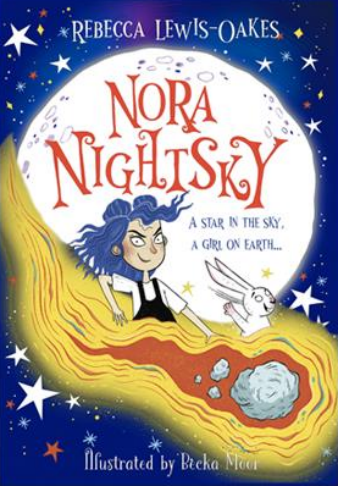 REBECCA LEWIS-OAKES
NORA
NIGHTSKY
A STAR IN THE SKY,
A GIRL ON EARTH...
Illustrated by Becka Moor